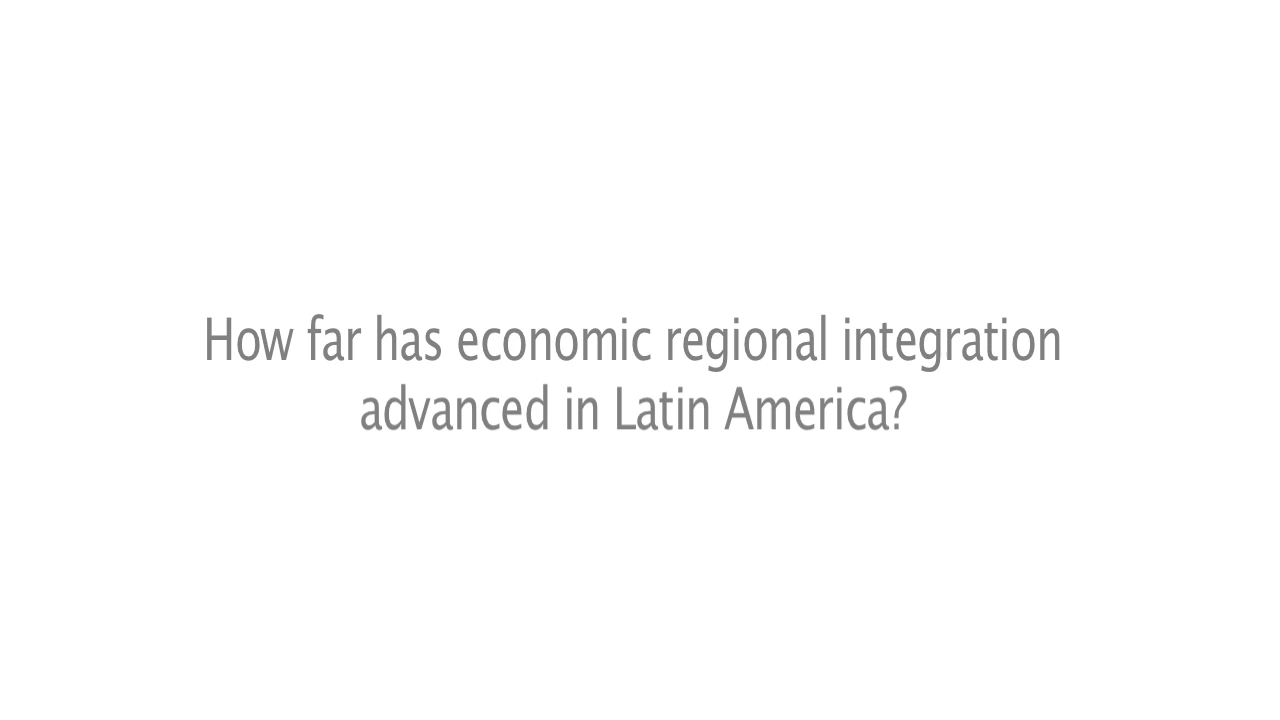 How far has economic regional integration
advanced in Latin America?